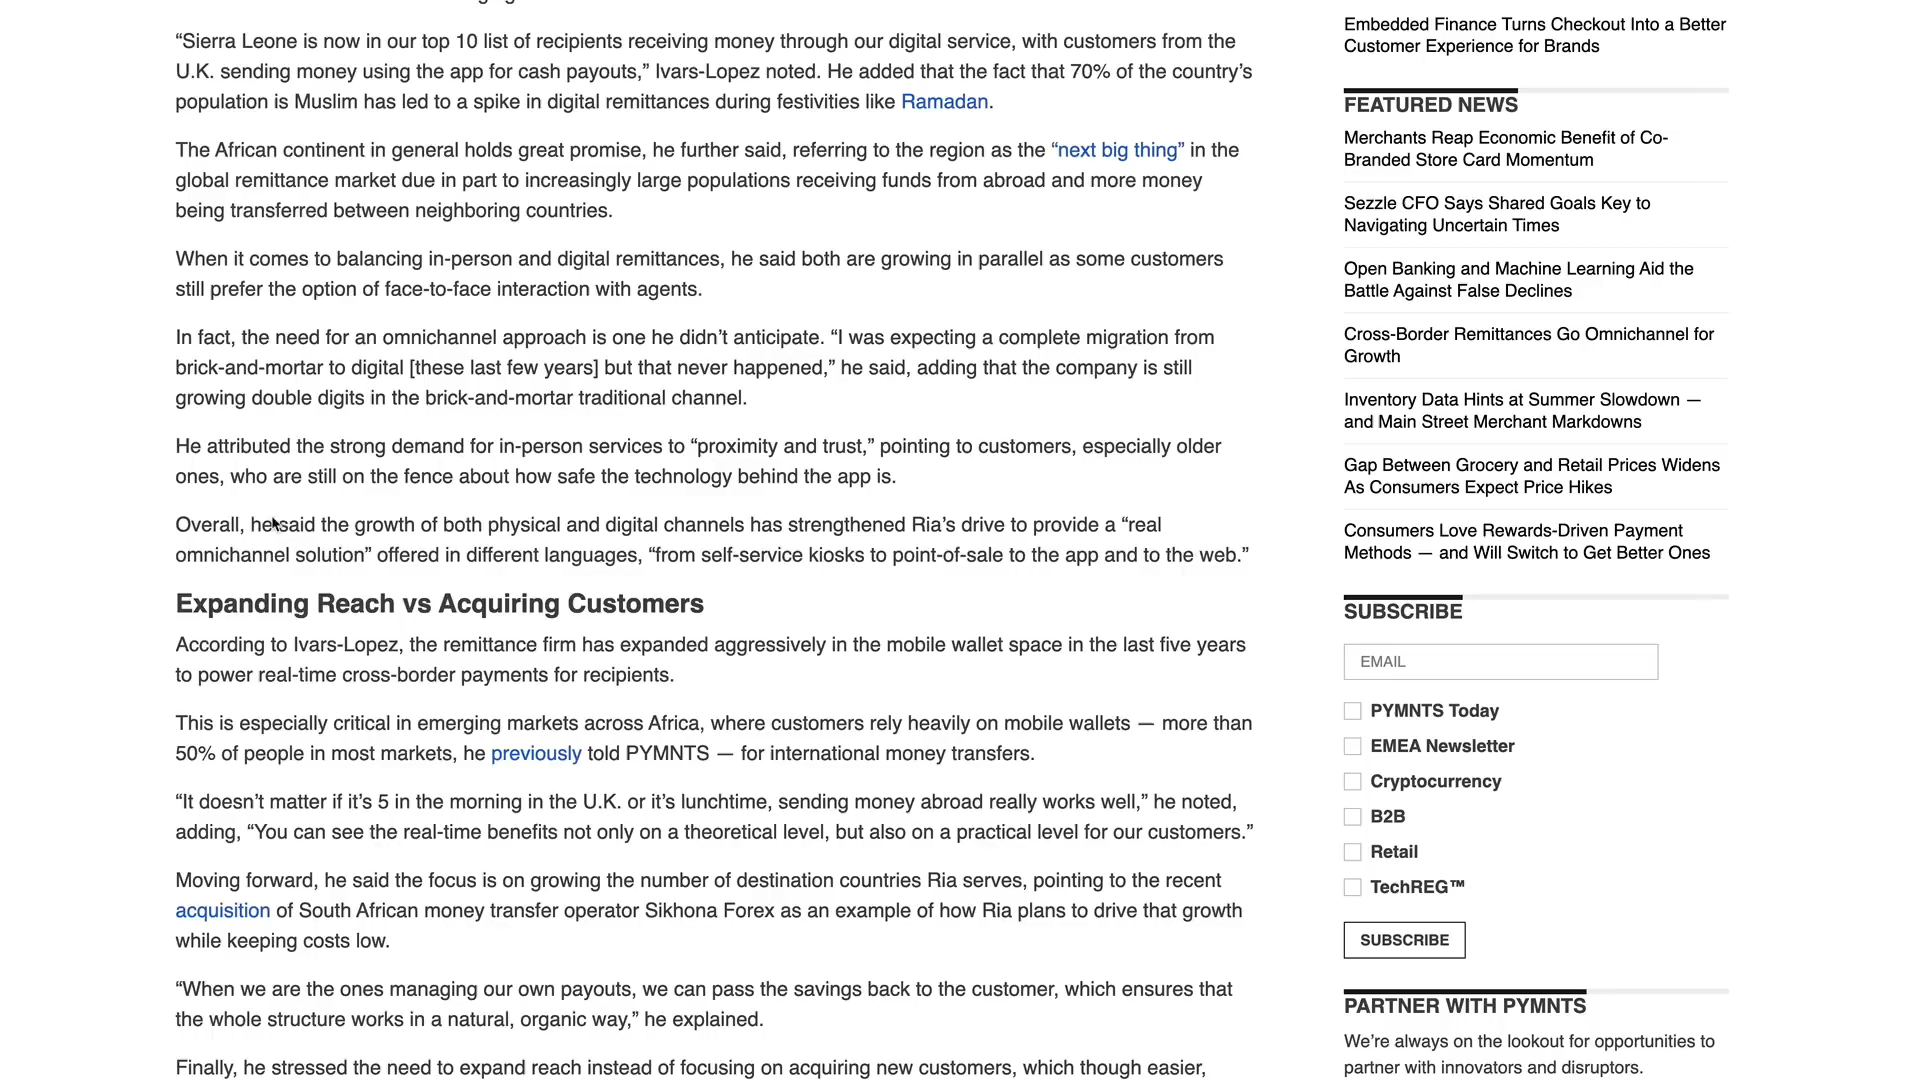 “Sierra Leone is now in our top 10 list of recipients receiving money through our digital service, with customers from the
U.K. sending money using the app for cash payouts,” Ivars-Lopez noted. He added that the fact that 70% of the country’s
population is Muslim has led to a spike in digital remittances during festivities like Ramadan.
The African continent in general holds great promise, he further said, referring to the region as the “next big thing” in the
global remittance market due in part to increasingly large populations receiving funds from abroad and more money
being transferred between neighboring countries.
When it comes to balancing in-person and digital remittances, he said both are growing in parallel as some customers
still prefer the option of face-to-face interaction with agents.
In fact, the need for an omnichannel approach is one he didn’t anticipate. “I was expecting a complete migration from
brick-and-mortar to digital [these last few years] but that never happened,” he said, adding that the company is still
growing double digits in the brick-and-mortar traditional channel.
He attributed the strong demand for in-person services to “proximity and trust,” pointing to customers, especially older
ones, who are still on the fence about how safe the technology behind the app is.
Overall, he said the growth of both physical and digital channels has strengthened Ria’s drive to provide a “real
omnichannel solution” offered in different languages, “from self-service kiosks to point-of-sale to the app and to the web.”
Expanding Reach vs Acquiring Customers
According to Ivars-Lopez, the remittance firm has expanded aggressively in the mobile wallet space in the last five years
to power real-time cross-border payments for recipients.
This is especially critical in emerging markets across Africa, where customers rely heavily on mobile wallets — more than
50% of people in most markets, he previously told PYMNTS — for international money transfers.
“It doesn’t matter if it’s 5 in the morning in the U.K. or it’s lunchtime, sending money abroad really works well,” he noted,
adding, “You can see the real-time benefits not only on a theoretical level, but also on a practical level for our customers.”
Moving forward, he said the focus is on growing the number of destination countries Ria serves, pointing to the recent
acquisition of South African money transfer operator Sikhona Forex as an example of how Ria plans to drive that growth
while keeping costs low.
“When we are the ones managing our own payouts, we can pass the savings back to the customer, which ensures that
the whole structure works in a natural, organic way,” he explained.
Finally, he stressed the need to expand reach instead of focusing on acquiring new customers, which though easier,
Embedded Finance Turns Checkout Into a Better
Customer Experience for Brands
FEATURED NEWS
Merchants Reap Economic Benefit of Co-
Branded Store Card Momentum
Sezzle CFO Says Shared Goals Key to
Navigating Uncertain Times
Open Banking and Machine Learning Aid the
Battle Against False Declines
Cross-Border Remittances Go Omnichannel for
Growth
Inventory Data Hints at Summer Slowdown —
and Main Street Merchant Markdowns
Gap Between Grocery and Retail Prices Widens
As Consumers Expect Price Hikes
Consumers Love Rewards-Driven Payment
Methods — and Will Switch to Get Better Ones
SUBSCRIBE
EMAIL
PYMNTS Today
EMEA Newsletter
Cryptocurrency
B2B
Retail
TechREG™
SUBSCRIBE
PARTNER WITH PYMNTS
We’re always on the lookout for opportunities to
partner with innovators and disruptors.